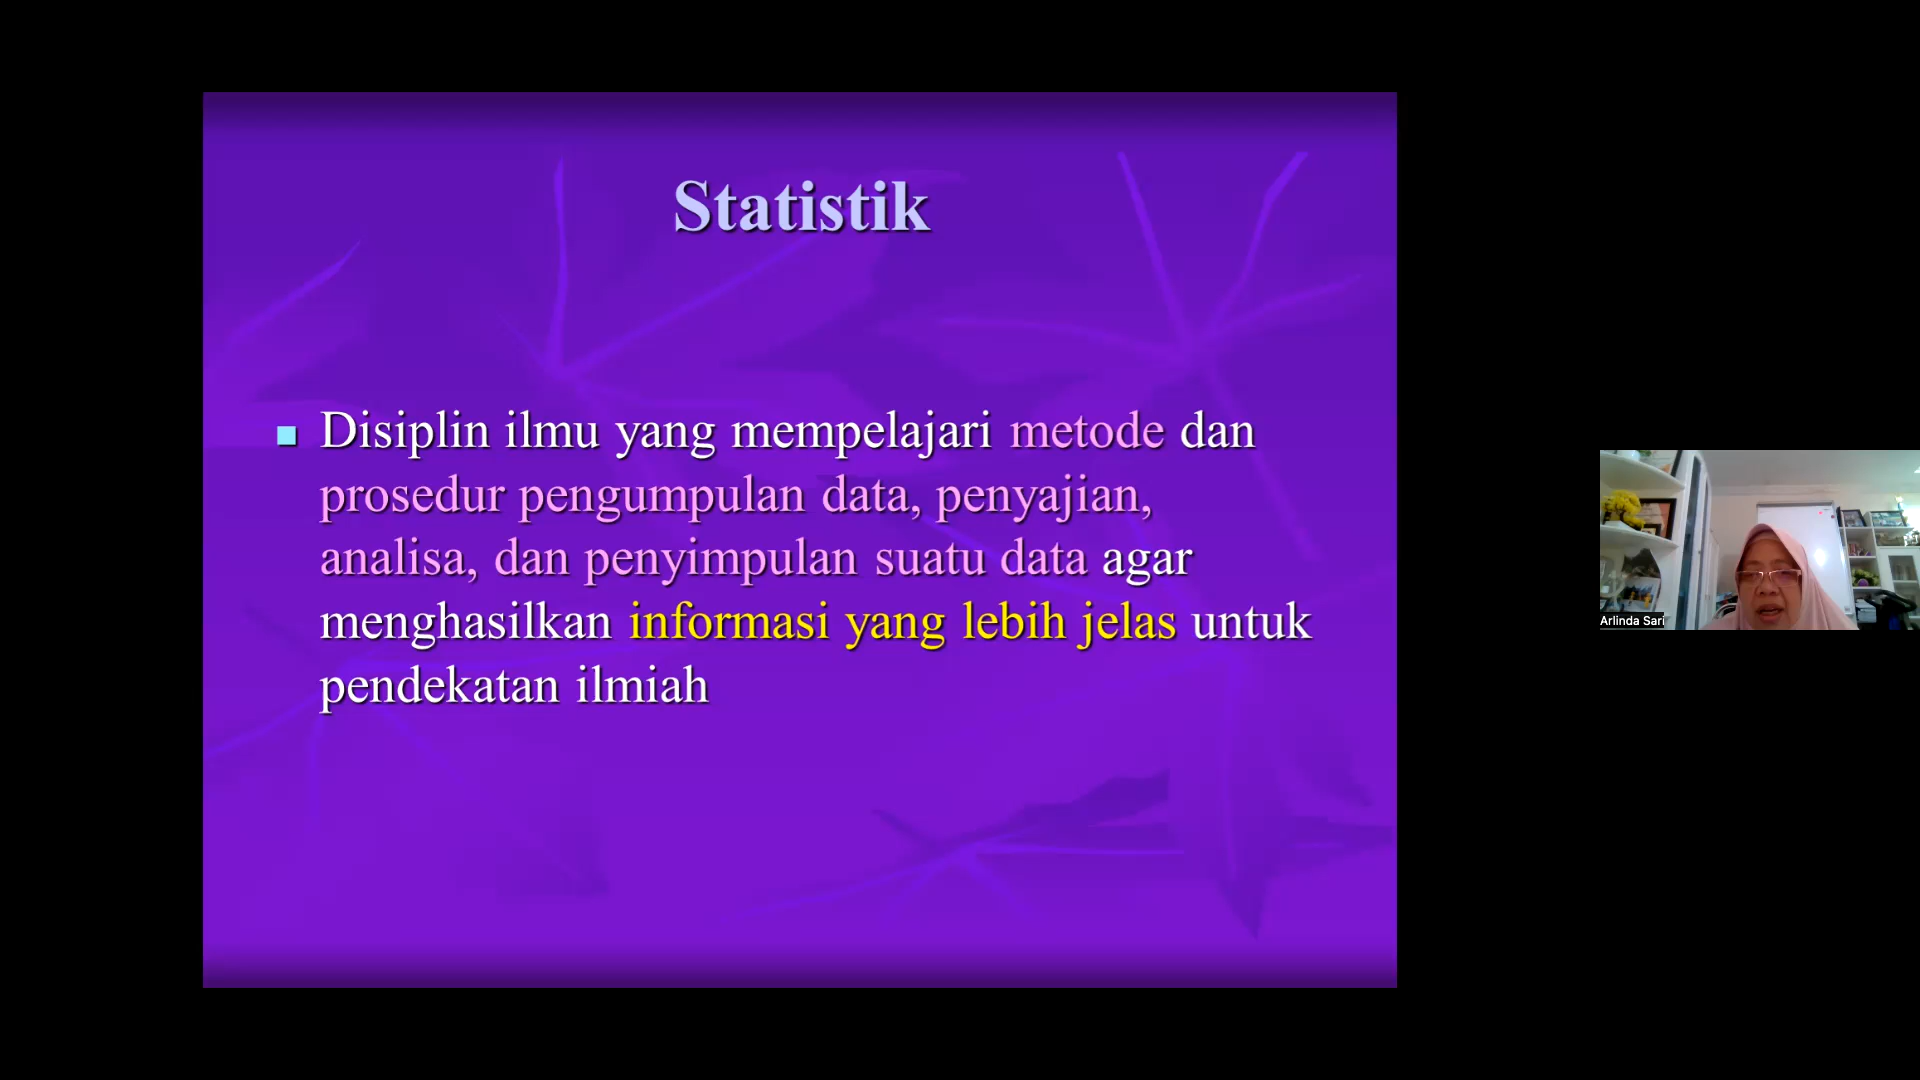 Statistik
Disiplin ilmu yang mempelajari metode dan
prosedur pengumpulan data, penyajian,
analisa, dan penyimpulan suatu data agar
menghasilkan informasi yang lebih jelas untuk
pendekatan ilmiah
Arlinda Sari